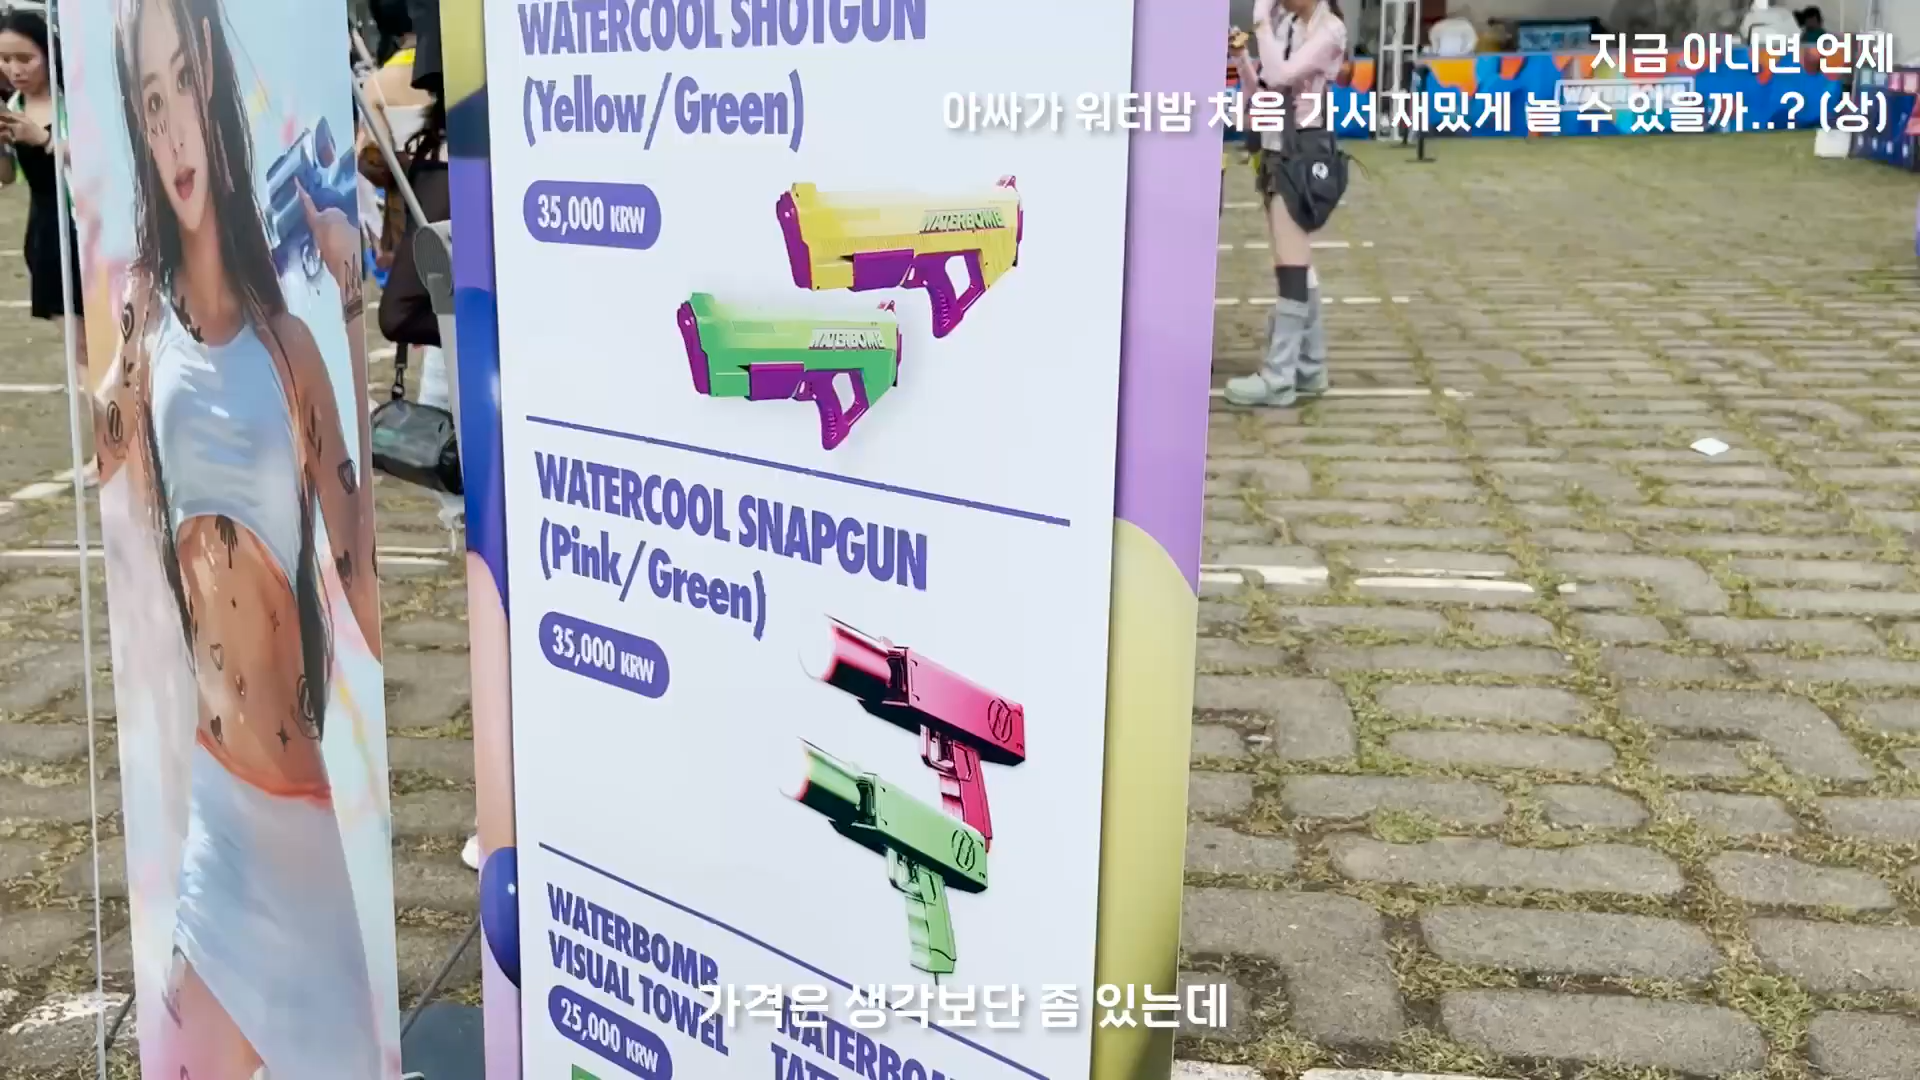 지금 아니면 언제
아싸가 워터밤 처음 가서 재밌게 놀 수 있을까..? (상)
WATERCOOL SHOTGUN
(Yellow/Green)
35,000 KRW
WATERBOMB
WATERBOMB
WATERCOOL SNAPGUN
(Pink/Green)
35,000 KRW
WATERBOMB
VISUAL TOWEL
25,000 KRW
가격은 생각보단 좀 있는데